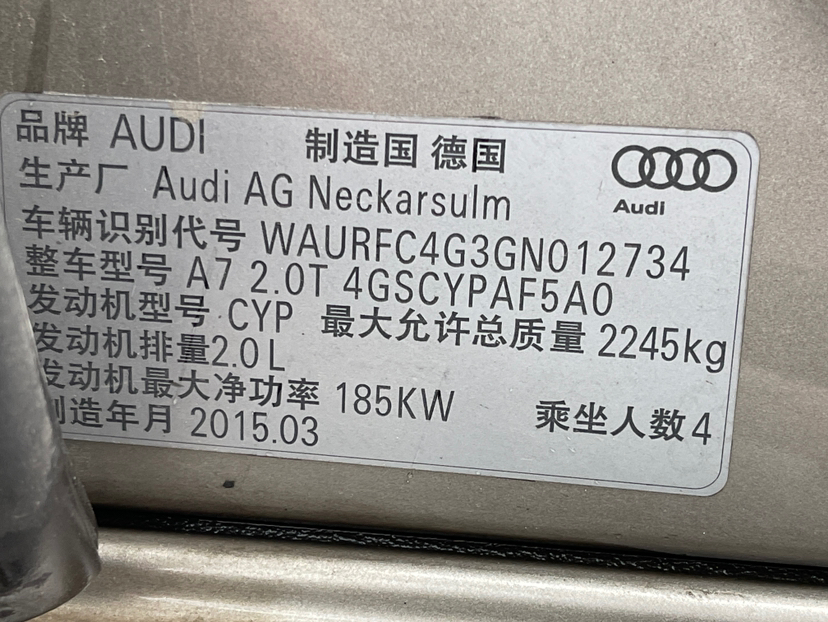 品牌 AUDI 制造国 德国
Audi
生产厂 Audi AG Neckarsulm
车辆识别代号 WAURFC4G3GN012734
整车型号 A7 2.0T 4GSCYPAF5A0
发动机型号 CYP 最大允许总质量 2245kg
发动机排量2.0L
发动机最大净功率 185KW 乘坐人数4
制造年月 2015.03